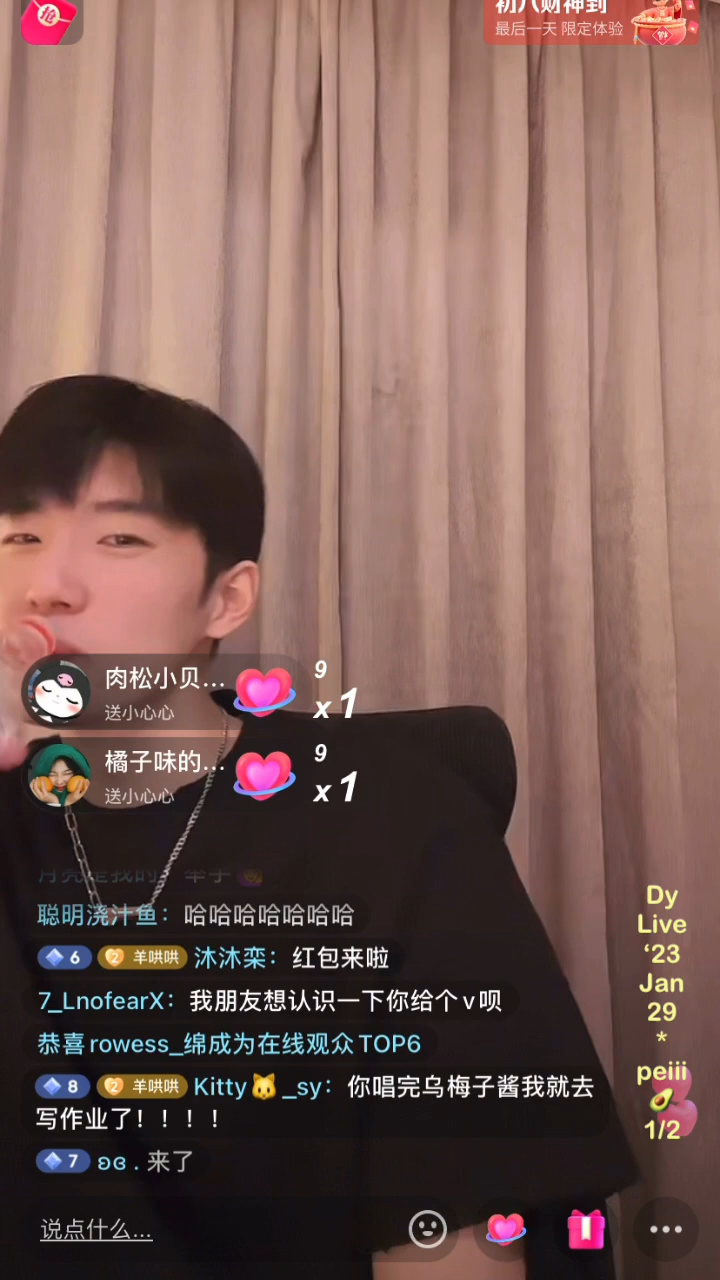 抢
初八财神到
最后一天 限定体验
肉松小贝...
送小心心
9
x1
橘子味的...
送小心心
9
x1
聪明浇汁鱼：哈哈哈哈哈哈哈
6 2 羊哄哄 沐沐栾：红包来啦
7_LnofearX：我朋友想认识一下你给个v呗
恭喜rowess_绵成为在线观众TOP6
8 2 羊哄哄 Kitty🐱_sy：你唱完乌梅子酱我就去
写作业了！！！！
7 ʚɞ . 来了
说点什么...
Dy
Live
‘23
Jan
29
*
peiii
🥑
1/2